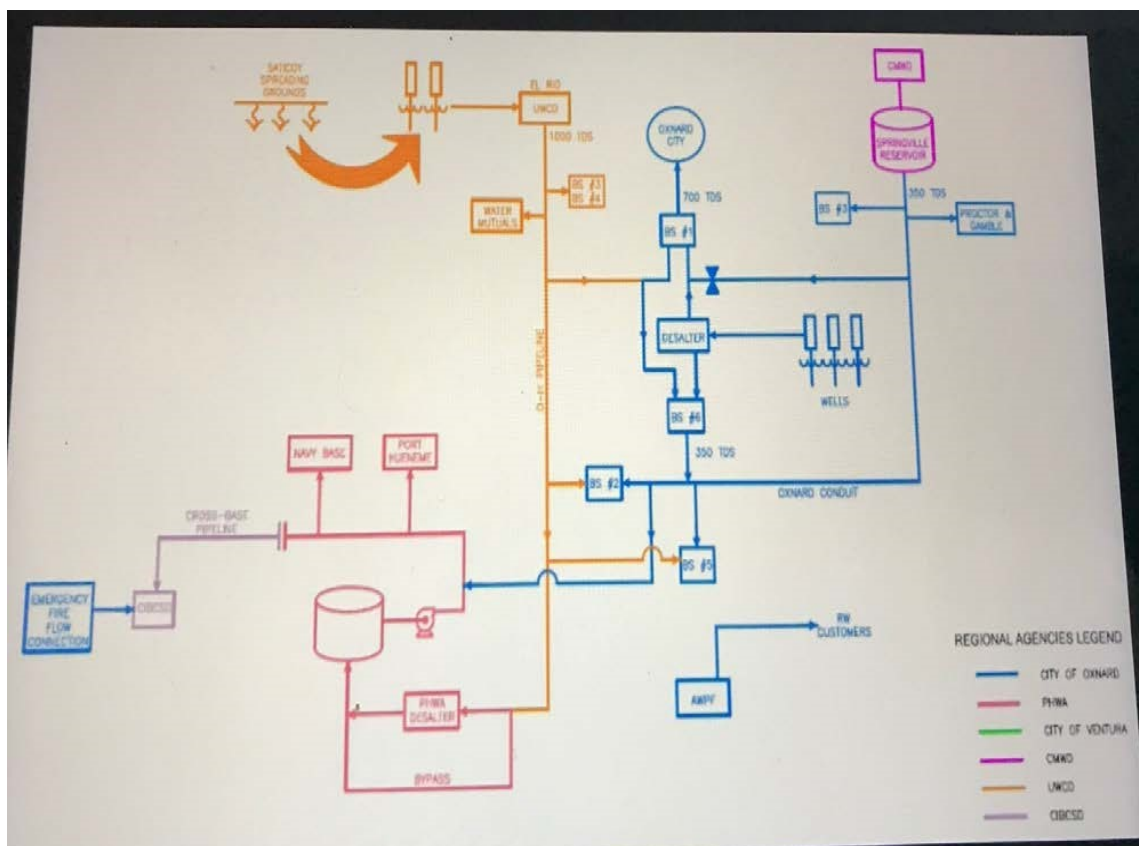 SATICOY
SPREADING
GROUNDS
EL RIO
UWCD
1000 TDS
BS #3
BS #4
WATER
MUTUALS
OXNARD
CITY
700 TDS
BS #1
CMWD
SPRINGVILLE
RESERVOIR
350 TDS
BS #3
PROCTOR &
GAMBLE
DESALTER
WELLS
O-H PIPELINE
BS #6
350 TDS
BS #2
OXNARD CONDUIT
BS #5
NAVY BASE
PORT
HUENEME
CROSS-BASE
PIPELINE
EMERGENCY
FIRE
FLOW
CONNECTION
CIBCSD
PHWA
DESALTER
BYPASS
AWPF
RW
CUSTOMERS
REGIONAL AGENCIES LEGEND
CITY OF OXNARD
PHWA
CITY OF VENTURA
CMWD
UWCD
CIBCSD